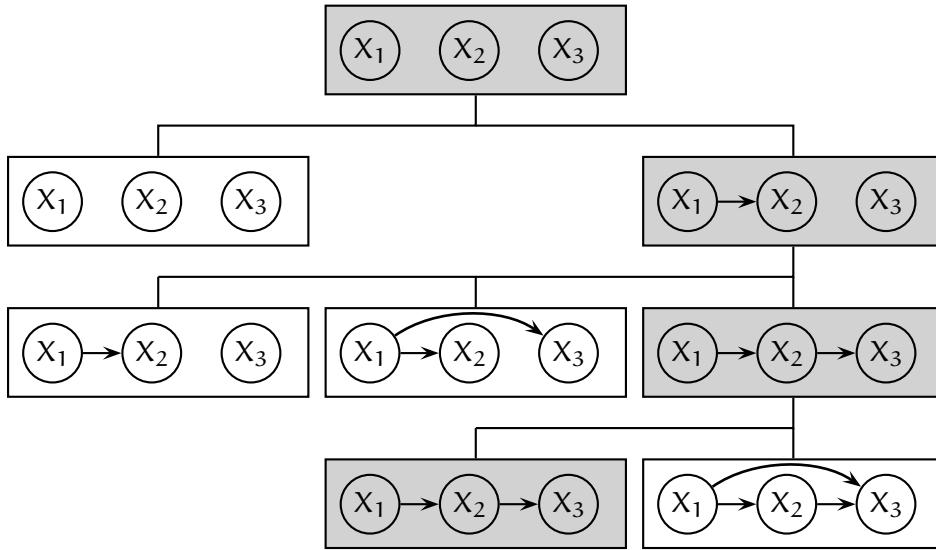 X₁ X₂ X₃
X₁ X₂ X₃ X₁ X₂ X₃
X₁ X₂ X₃ X₁ X₂ X₃ X₁ X₂ X₃
X₁ X₂ X₃ X₁ X₂ X₃